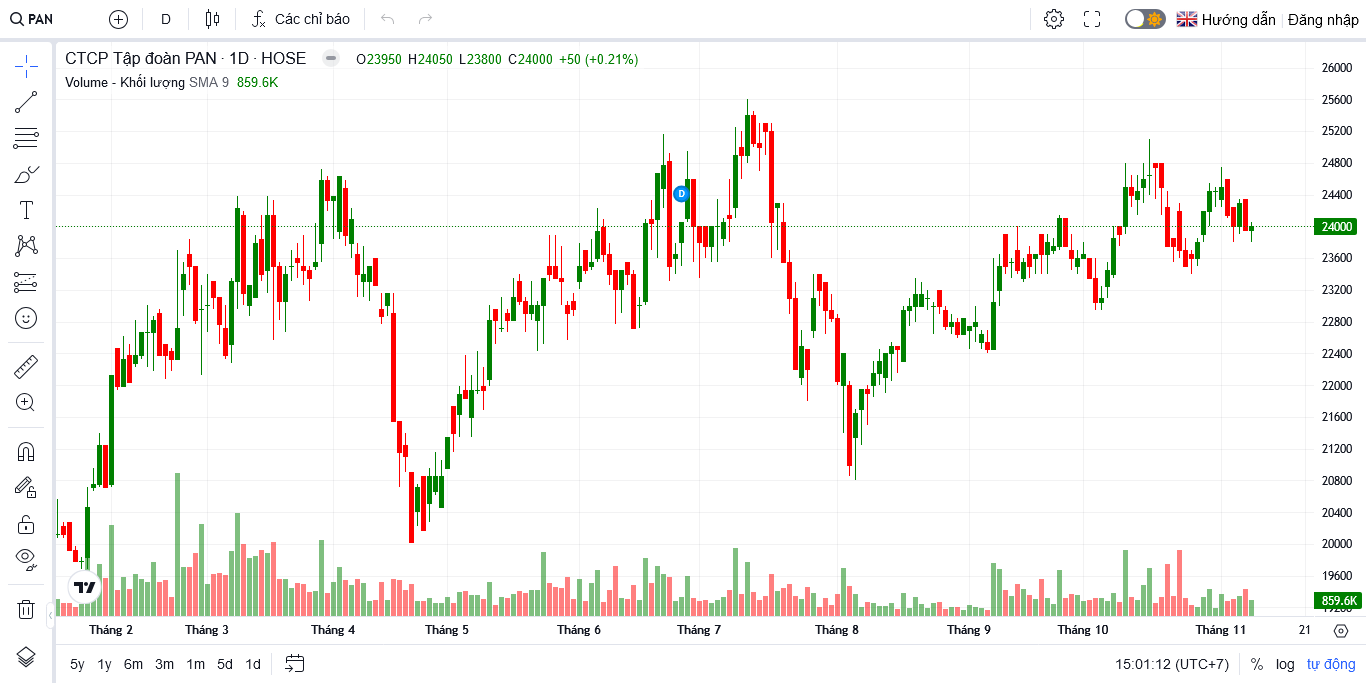 PAN
D
Các chỉ báo
Hướng dẫn
Đăng nhập
CTCP Tập đoàn PAN · 1D · HOSE
O23950 H24050 L23800 C24000 +50 (+0.21%)
Volume - Khối lượng SMA 9 859.6K
D
26000
25600
25200
24800
24400
24000
23600
23200
22800
22400
22000
21600
21200
20800
20400
20000
19600
859.6K
Tháng 2
Tháng 3
Tháng 4
Tháng 5
Tháng 6
Tháng 7
Tháng 8
Tháng 9
Tháng 10
Tháng 11
21
5y 1y 6m 3m 1m 5d 1d
15:01:12 (UTC+7)
% log tự động